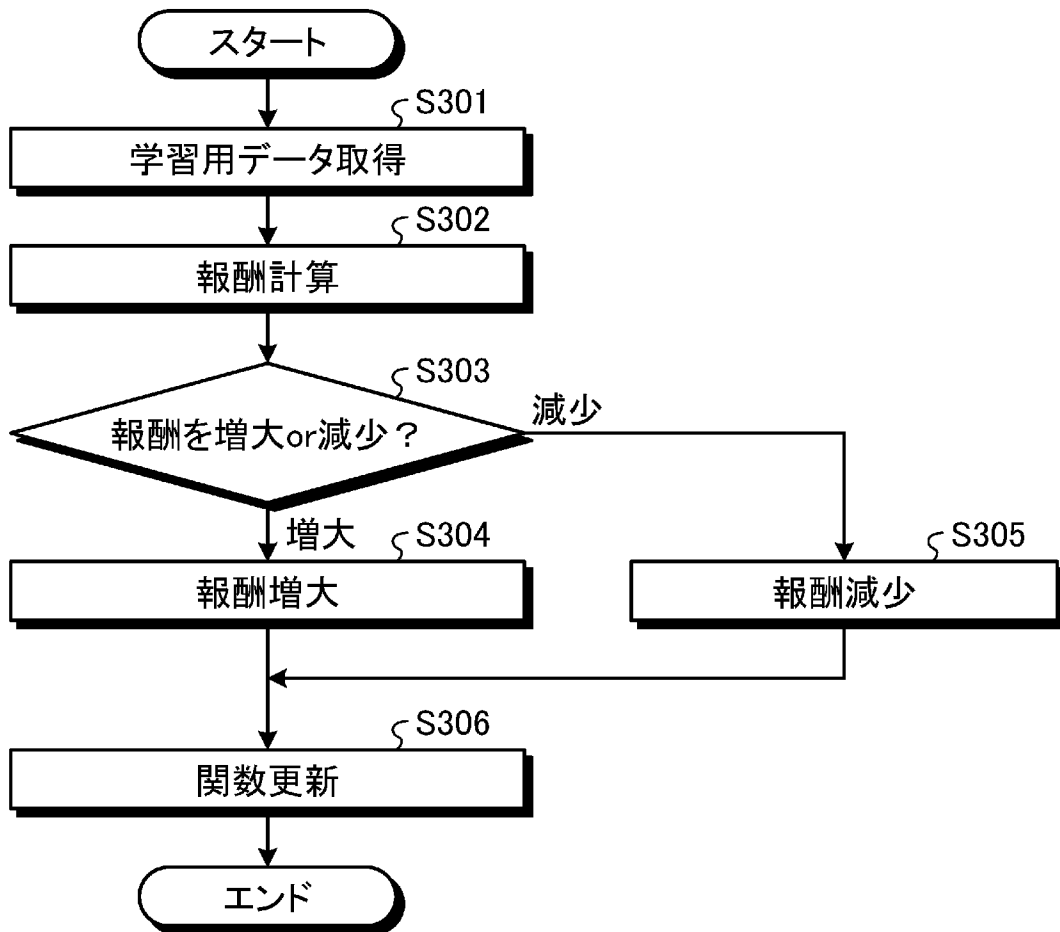 スタート
S301
学習用データ取得
S302
報酬計算
S303
報酬を増大or減少？
減少
増大
S304
報酬増大
S305
報酬減少
S306
関数更新
エンド